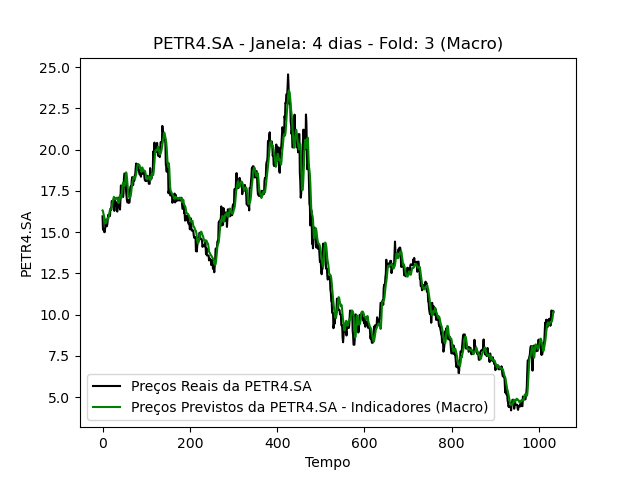 PETR4.SA - Janela: 4 dias - Fold: 3 (Macro)
25.0
22.5
20.0
17.5
15.0
12.5
10.0
7.5
5.0
PETR4.SA
Preços Reais da PETR4.SA
Preços Previstos da PETR4.SA - Indicadores (Macro)
0 200 400 600 800 1000
Tempo